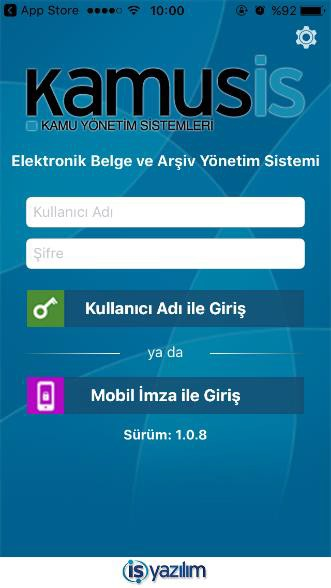 App Store 10:00 %92
Kamusis
KAMU YÖNETİM SİSTEMLERİ
Elektronik Belge ve Arşiv Yönetim Sistemi
Kullanıcı Adı
Şifre
Kullanıcı Adı ile Giriş
ya da
Mobil İmza ile Giriş
Sürüm: 1.0.8
iş yazılım